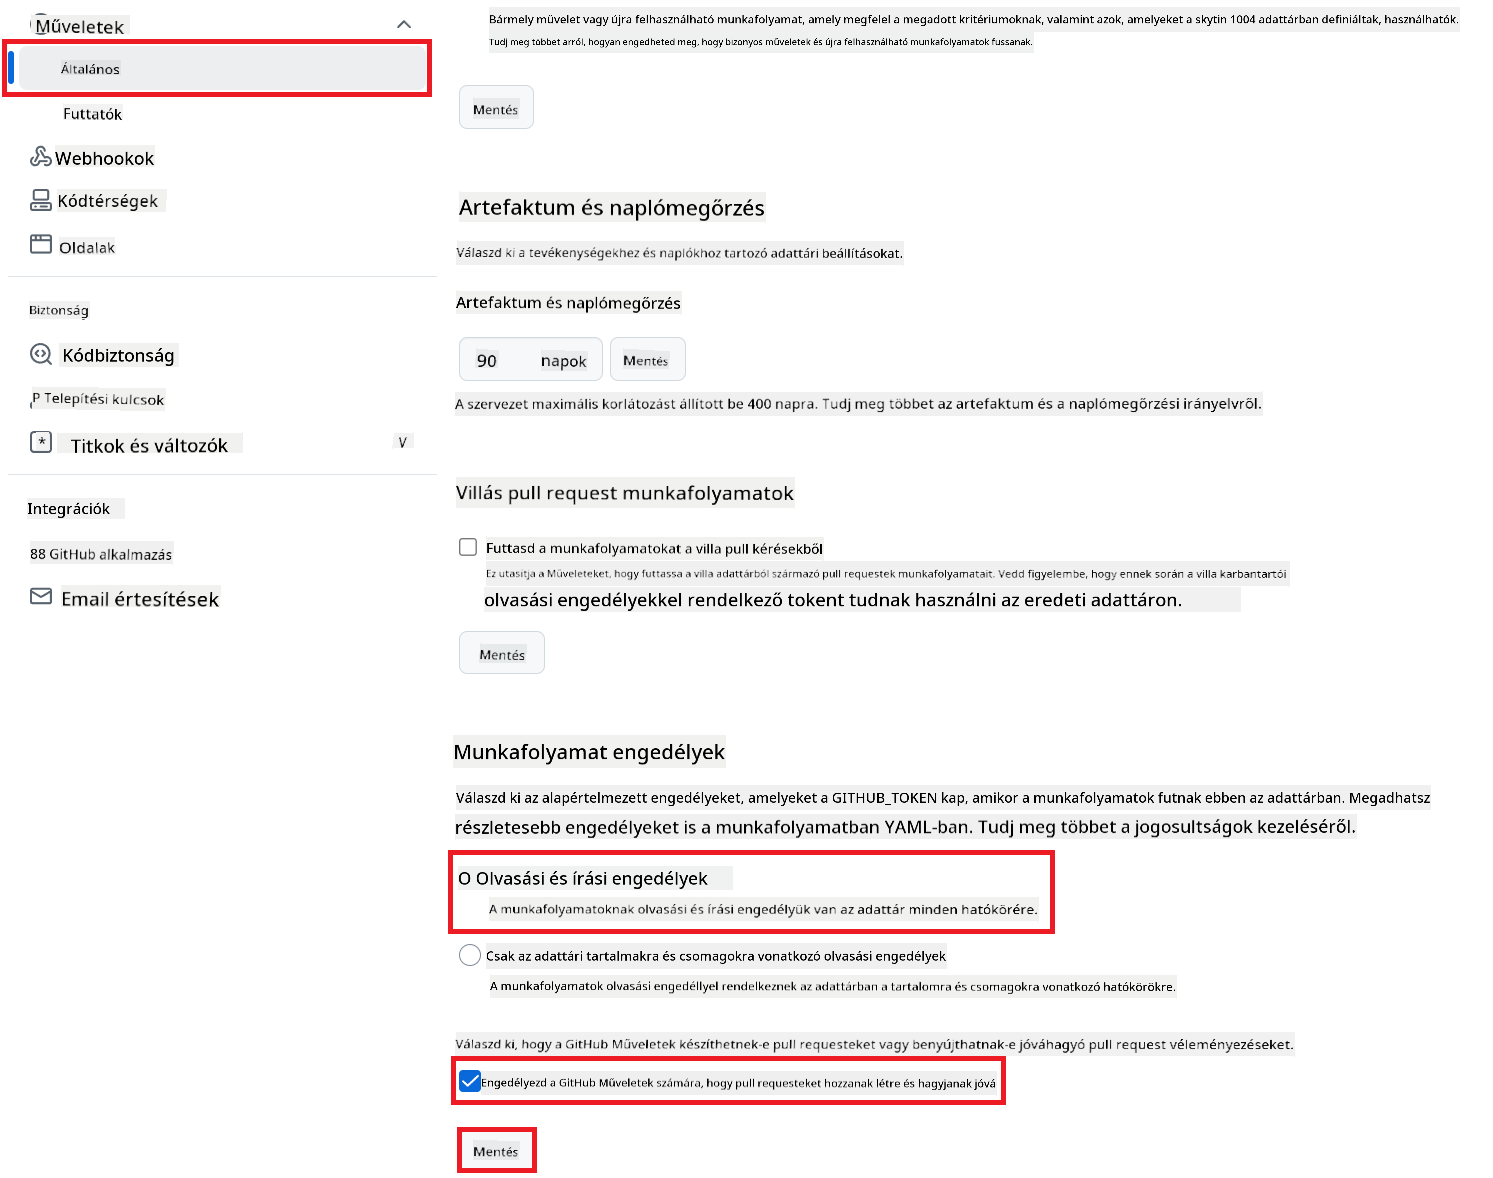 Műveletek
Általános
Futtatók
Webhookok
Kódtérségek
Oldalak
Biztonság
Kódbiztonság
P Telepítési kulcsok
* Titkok és változók V
Integrációk
88 GitHub alkalmazás
Email értesítések
Bármely művelet vagy újra felhasználható munkafolyamat, amely megfelel a megadott kritériumoknak, valamint azok, amelyeket a skytin 1004 adattárban definiáltak, használhatók.
Tudj meg többet arról, hogyan engedheted meg, hogy bizonyos műveletek és újra felhasználható munkafolyamatok fussanak.
Mentés
Artefaktum és naplómegőrzés
Válaszd ki a tevékenységekhez és naplókhoz tartozó adattári beállításokat.
Artefaktum és naplómegőrzés
90 napok Mentés
A szervezet maximális korlátozást állított be 400 napra. Tudj meg többet az artefaktum és a naplómegőrzési irányelvről.
Villás pull request munkafolyamatok
Futtasd a munkafolyamatokat a villa pull kérésekből
Ez utasítja a Műveleteket, hogy futtassa a villa adattárból származó pull requestek munkafolyamatait. Vedd figyelembe, hogy ennek során a villa karbantartói
olvasási engedélyekkel rendelkező tokent tudnak használni az eredeti adattáron.
Mentés
Munkafolyamat engedélyek
Válaszd ki az alapértelmezett engedélyeket, amelyeket a GITHUB_TOKEN kap, amikor a munkafolyamatok futnak ebben az adattárban. Megadhatsz
részletesebb engedélyeket is a munkafolyamatban YAML-ban. Tudj meg többet a jogosultságok kezeléséről.
O Olvasási és írási engedélyek
A munkafolyamatoknak olvasási és írási engedélyük van az adattár minden hatókörére.
Csak az adattári tartalmakra és csomagokra vonatkozó olvasási engedélyek
A munkafolyamatok olvasási engedéllyel rendelkeznek az adattárban a tartalomra és csomagokra vonatkozó hatókörökre.
Válaszd ki, hogy a GitHub Műveletek készíthetnek-e pull requesteket vagy benyújthatnak-e jóváhagyó pull request véleményezéseket.
Engedélyezd a GitHub Műveletek számára, hogy pull requesteket hozzanak létre és hagyjanak jóvá
Mentés